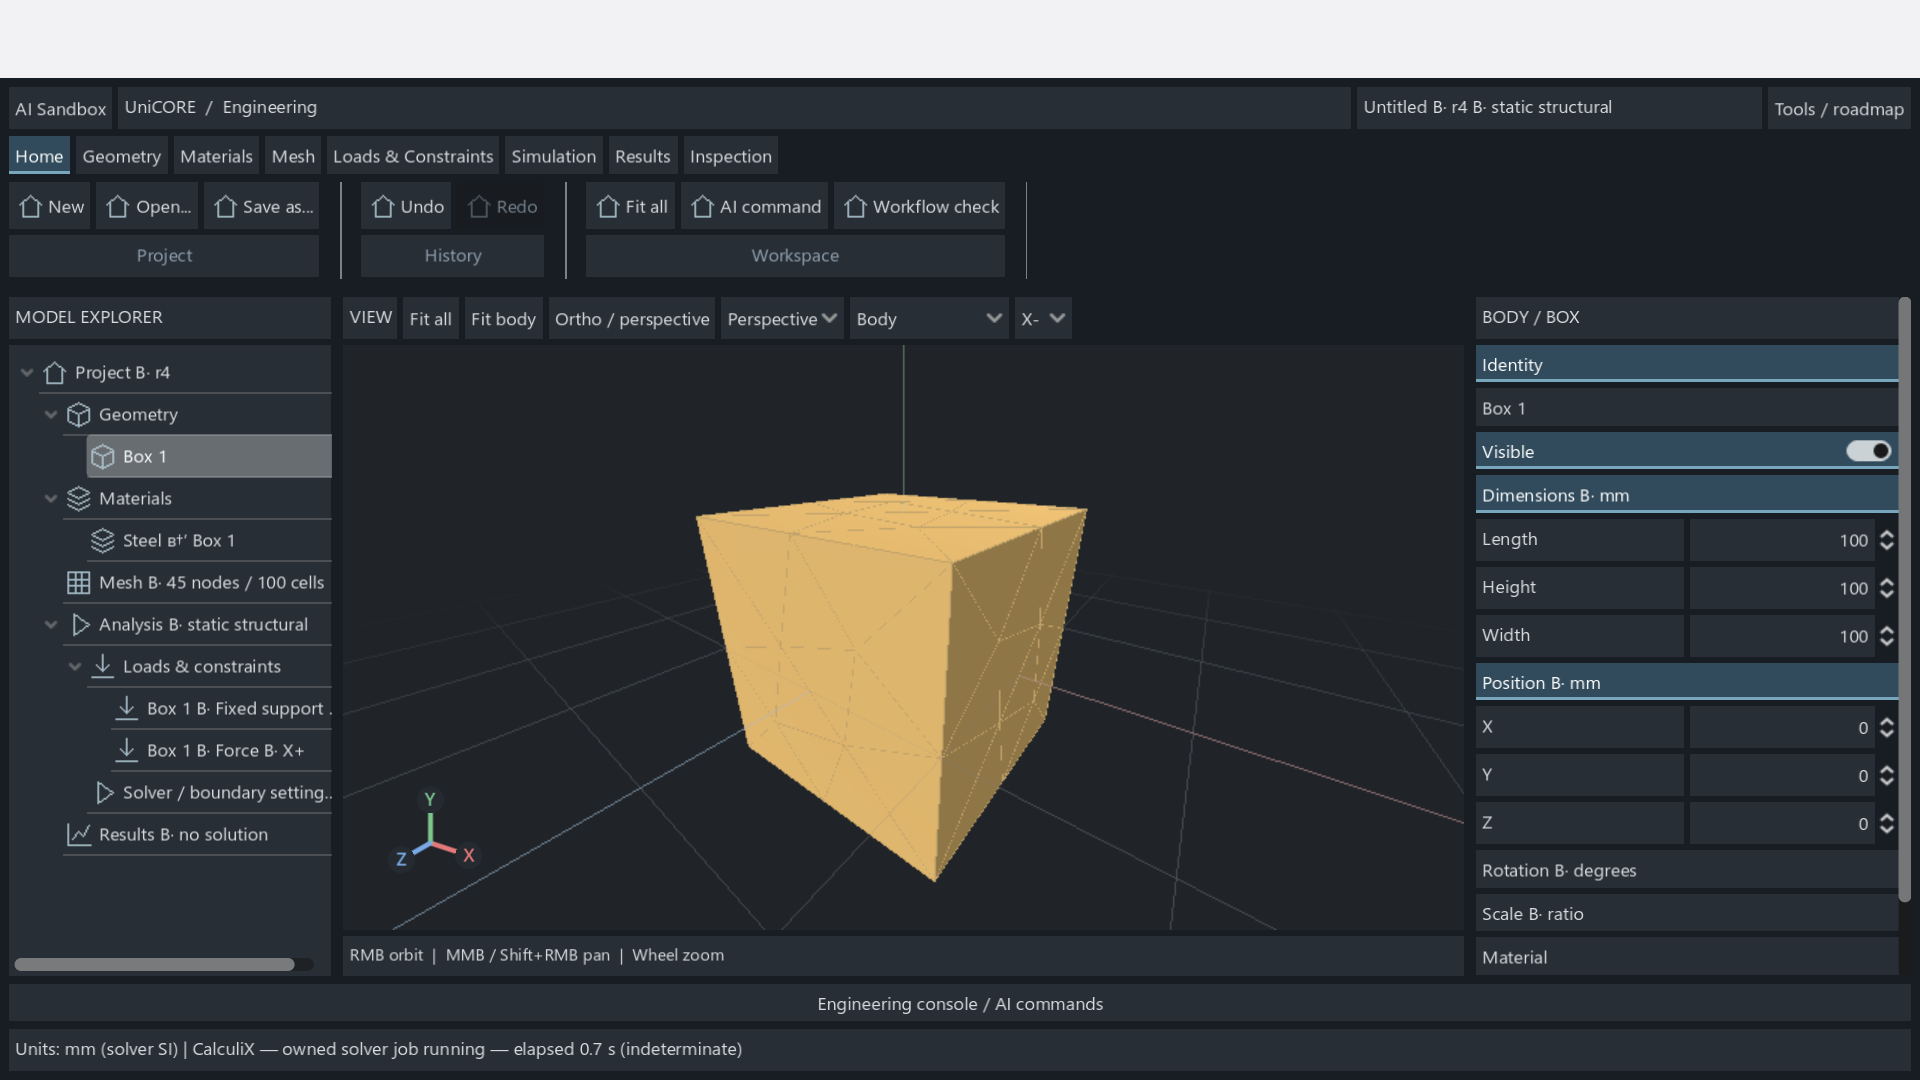 AI Sandbox
UniCORE / Engineering
Untitled В· r4 В· static structural
Tools / roadmap
Home
Geometry
Materials
Mesh
Loads & Constraints
Simulation
Results
Inspection
New
Open...
Save as...
Undo
Redo
Fit all
AI command
Workflow check
Project
History
Workspace
MODEL EXPLORER
Project В· r4
Geometry
Box 1
Materials
Steel в†’ Box 1
Mesh В· 45 nodes / 100 cells
Analysis В· static structural
Loads & constraints
Box 1 В· Fixed support .
Box 1 В· Force В· X+
Solver / boundary setting..
Results В· no solution
VIEW
Fit all
Fit body
Ortho / perspective
Perspective
Body
X-
Y
Z
X
RMB orbit | MMB / Shift+RMB pan | Wheel zoom
BODY / BOX
Identity
Box 1
Visible
Dimensions В· mm
Length 100
Height 100
Width 100
Position В· mm
X 0
Y 0
Z 0
Rotation В· degrees
Scale В· ratio
Material
Engineering console / AI commands
Units: mm (solver SI) | CalculiX — owned solver job running — elapsed 0.7 s (indeterminate)